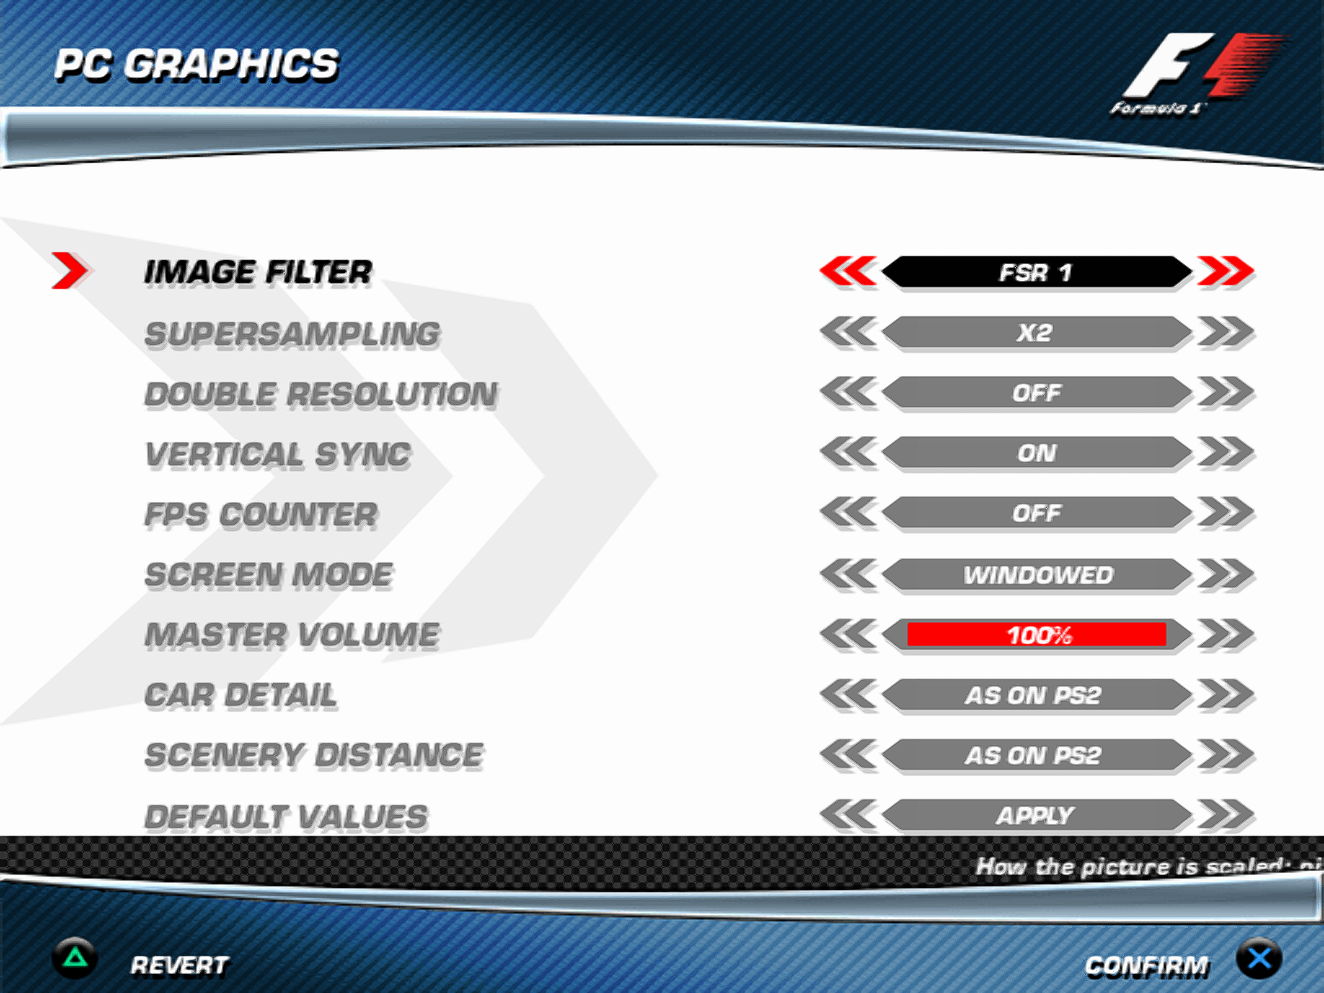 PC GRAPHICS
F1
Formula 1
IMAGE FILTER FSR 1
SUPERSAMPLING X2
DOUBLE RESOLUTION OFF
VERTICAL SYNC ON
FPS COUNTER OFF
SCREEN MODE WINDOWED
MASTER VOLUME 100%
CAR DETAIL AS ON PS2
SCENERY DISTANCE AS ON PS2
DEFAULT VALUES APPLY
How the picture is scaled:
REVERT CONFIRM